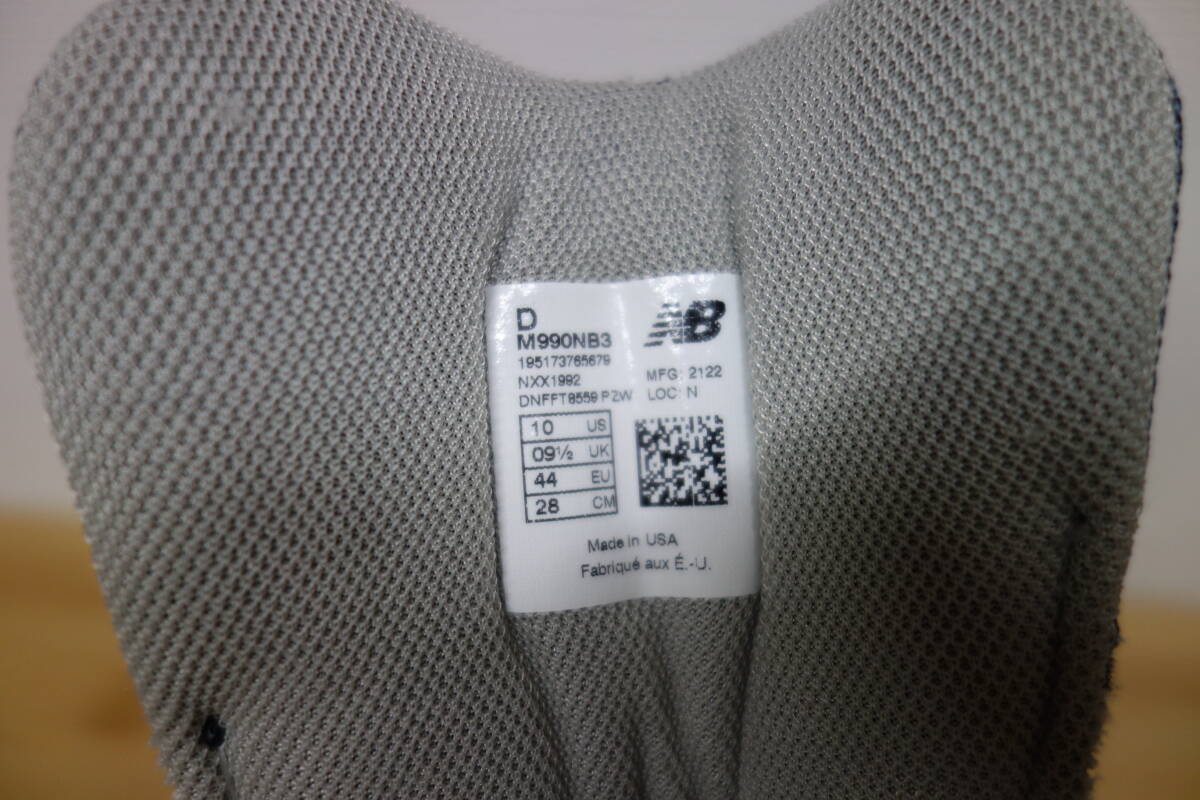 D
M990NB3
195173765679
NXX1992
DNFFT8559 PZW
NB
MFG: 2122
LOC: N
10 US
09½ UK
44 EU
28 CM
Made in USA
Fabriqué aux É.-U.